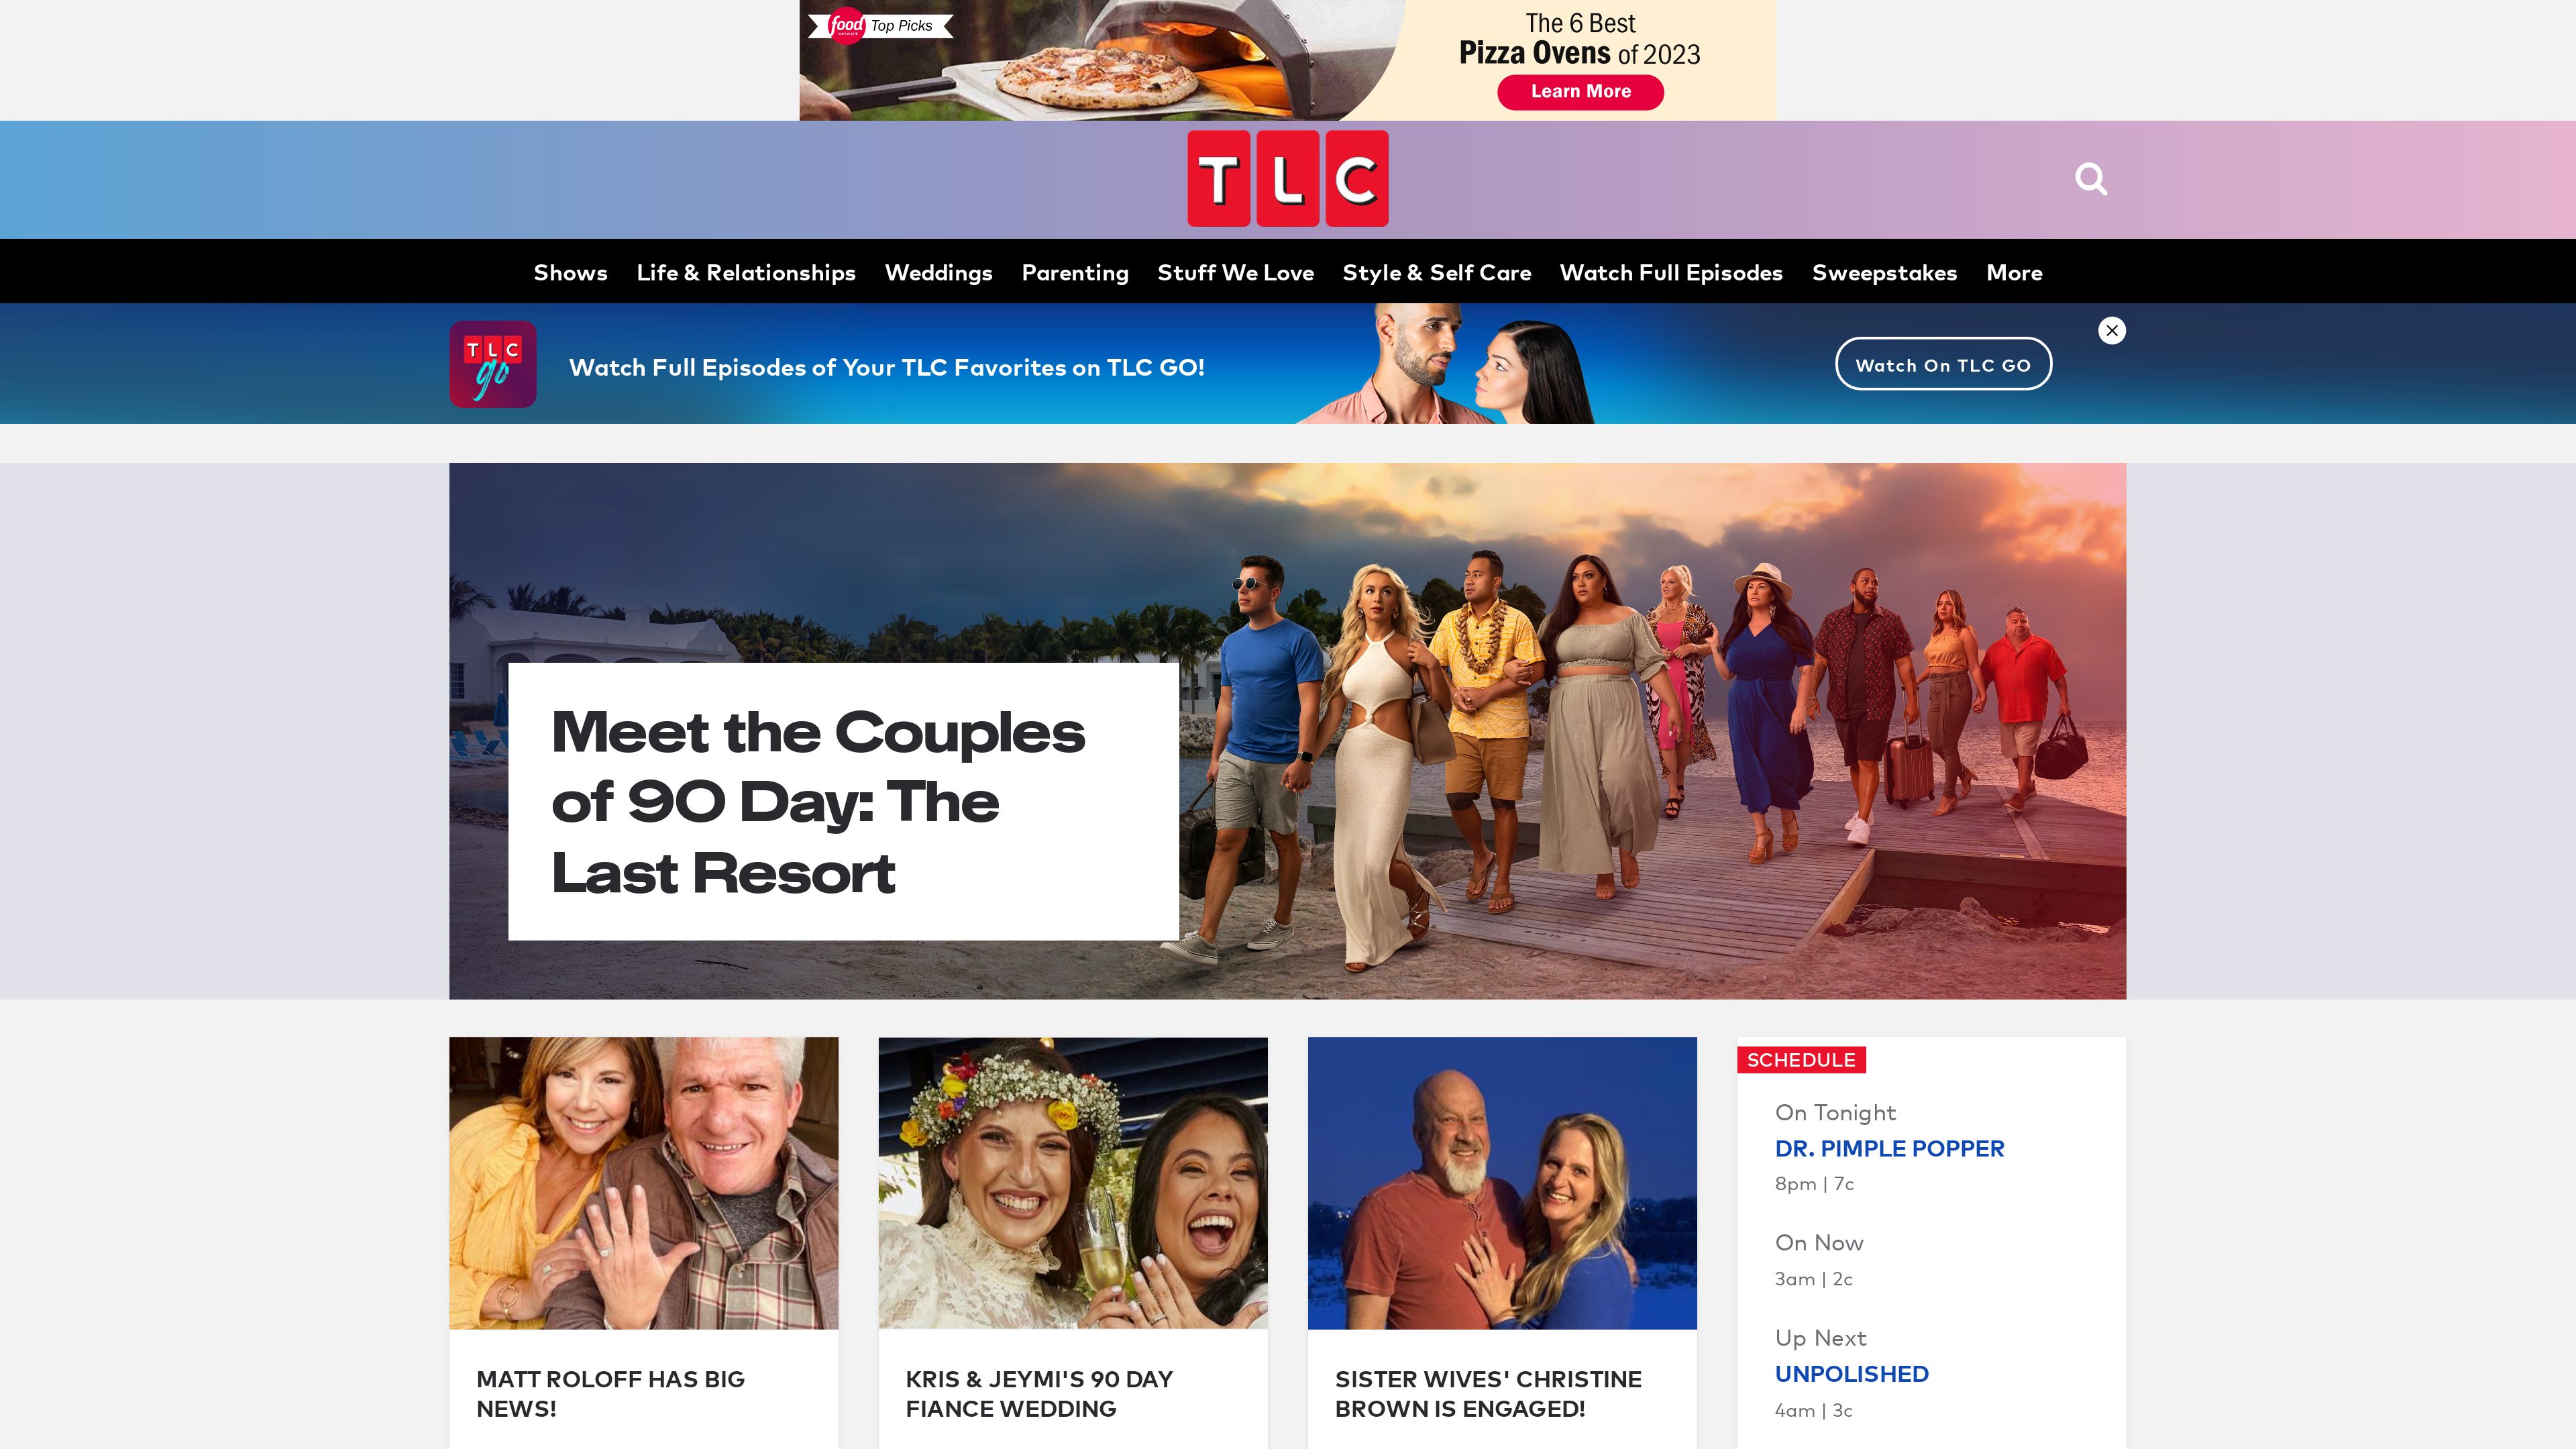 food
network
Top Picks
The 6 Best
Pizza Ovens of 2023
Learn More
TLC
Shows
Life & Relationships
Weddings
Parenting
Stuff We Love
Style & Self Care
Watch Full Episodes
Sweepstakes
More
TLC
go
Watch Full Episodes of Your TLC Favorites on TLC GO!
Watch On TLC GO
Meet the Couples
of 90 Day: The
Last Resort
MATT ROLOFF HAS BIG
NEWS!
KRIS & JEYMI'S 90 DAY
FIANCE WEDDING
SISTER WIVES' CHRISTINE
BROWN IS ENGAGED!
SCHEDULE
On Tonight
DR. PIMPLE POPPER
8pm | 7c
On Now
3am | 2c
Up Next
UNPOLISHED
4am | 3c